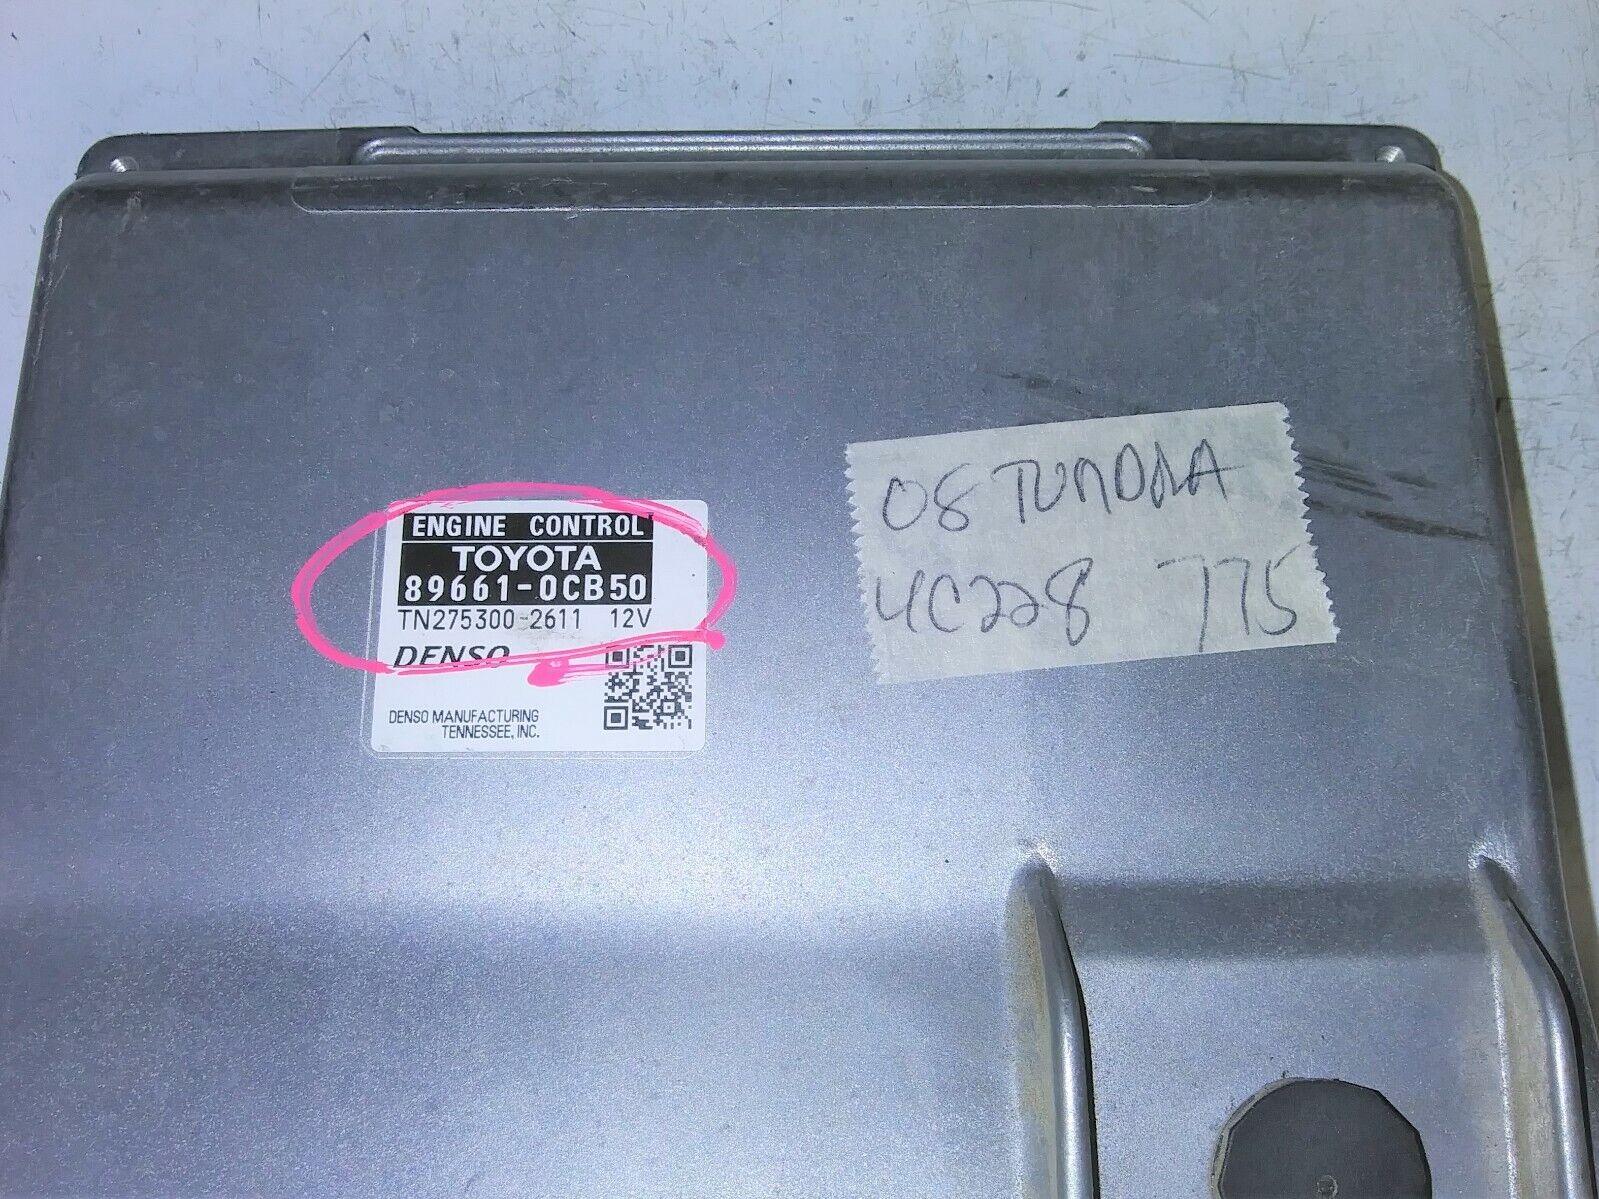 ENGINE CONTROL
TOYOTA
89661-0CB50
TN275300-2611 12V
DENSO
DENSO MANUFACTURING
TENNESSEE, INC.
08 TUNDRA
4C228 775